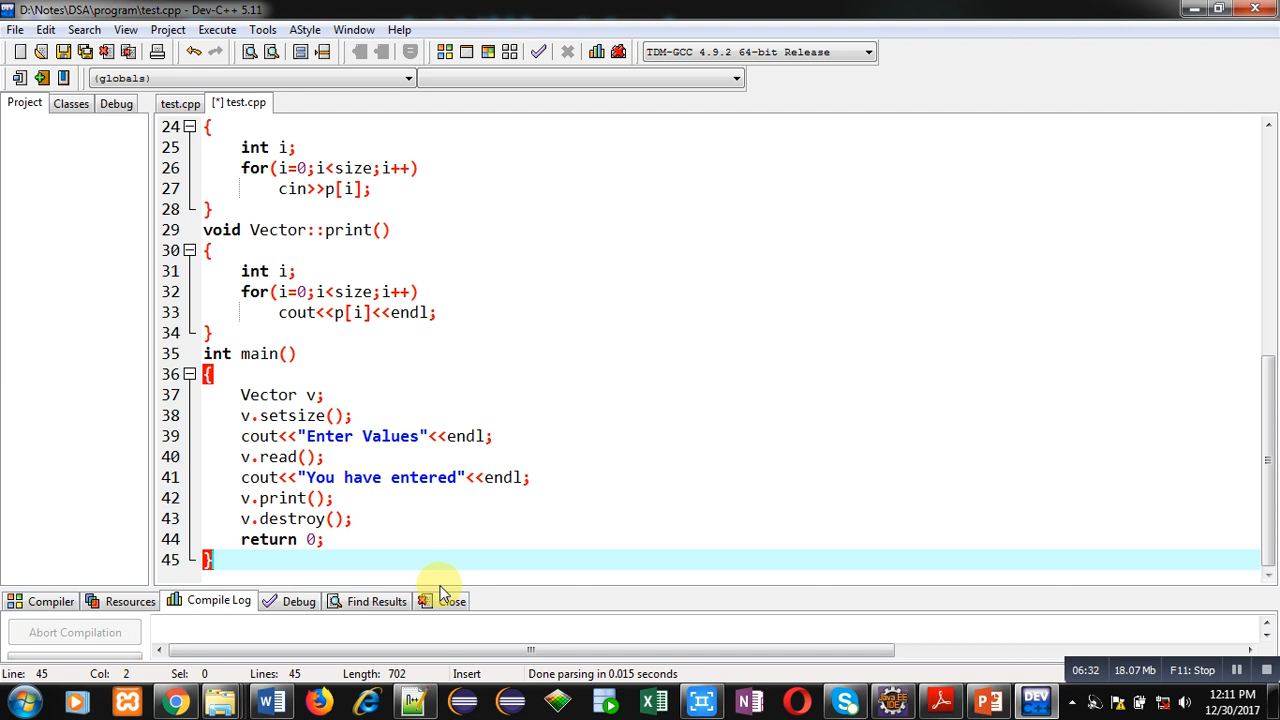 D:\Notes\DSA\program\test.cpp - Dev-C++ 5.11
File Edit Search View Project Execute Tools AStyle Window Help
TDM-GCC 4.9.2 64-bit Release
(globals)
Project Classes Debug test.cpp [*] test.cpp
24 {
25 int i;
26 for(i=0;i<size;i++)
27 cin>>p[i];
28 }
29 void Vector::print()
30 {
31 int i;
32 for(i=0;i<size;i++)
33 cout<<p[i]<<endl;
34 }
35 int main()
36 {
37 Vector v;
38 v.setsize();
39 cout<<"Enter Values"<<endl;
40 v.read();
41 cout<<"You have entered"<<endl;
42 v.print();
43 v.destroy();
44 return 0;
45 }
Compiler Resources Compile Log Debug Find Results Close
Abort Compilation
Line: 45 Col: 2 Sel: 0 Lines: 45 Length: 702 Insert Done parsing in 0.015 seconds
06:32 18.07 Mb F11: Stop
DEV
12:11 PM
12/30/2017